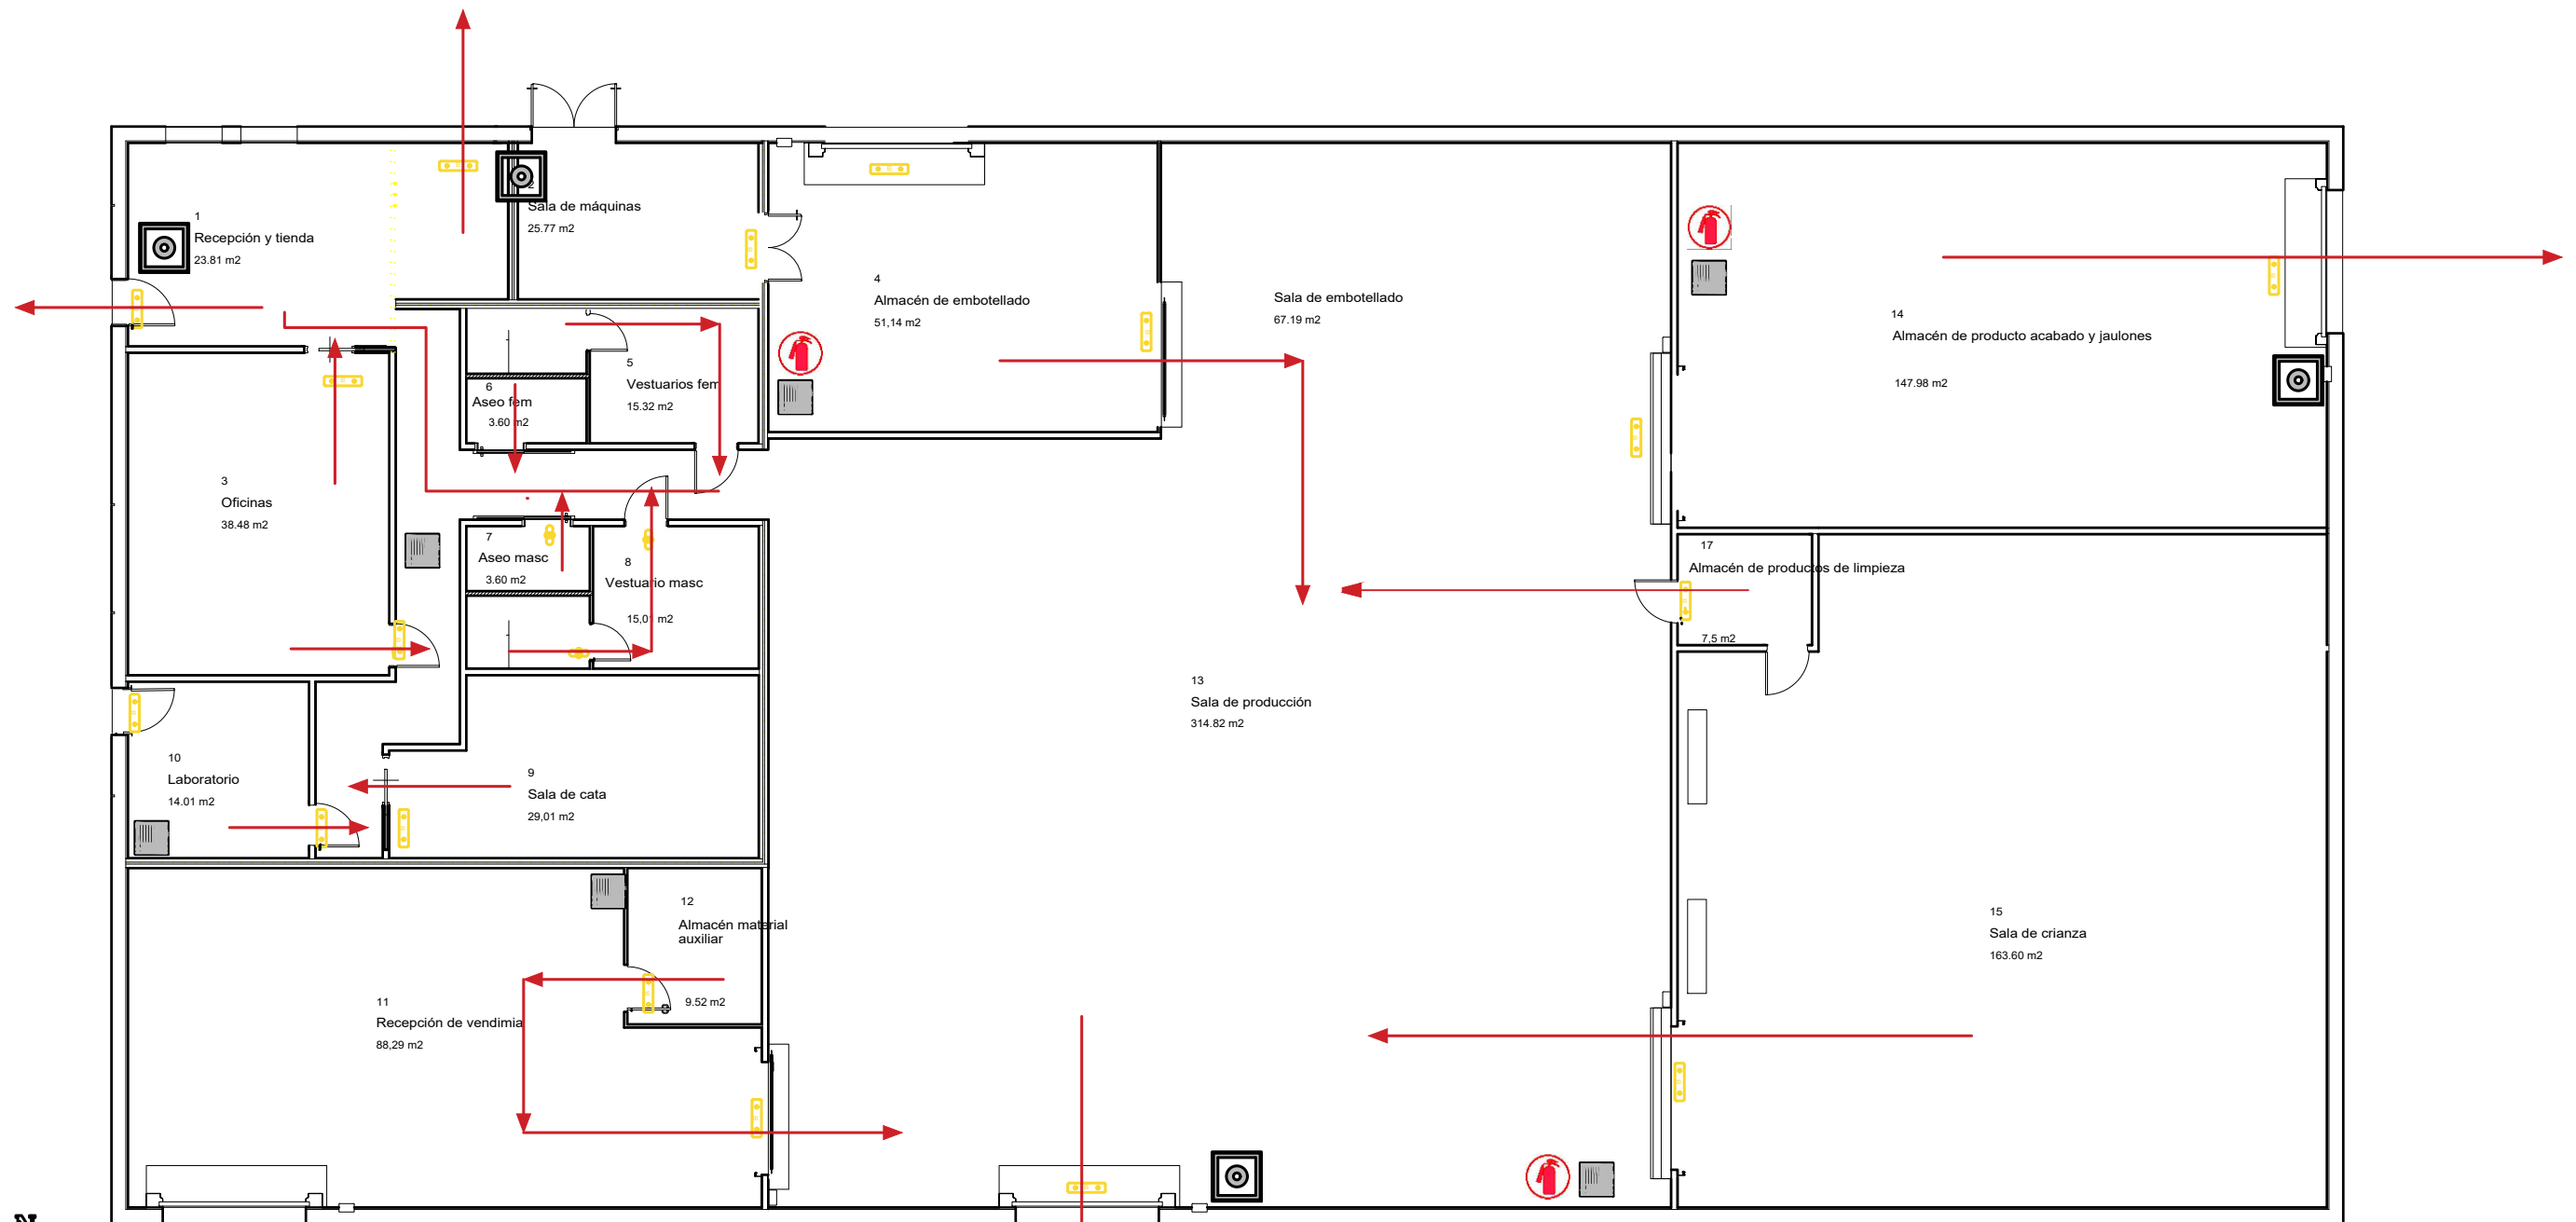 1
Recepción y tienda
23.81 m2
2
Sala de máquinas
25.77 m2
3
Oficinas
38.48 m2
4
Almacén de embotellado
51,14 m2
Sala de embotellado
67.19 m2
5
Vestuarios fem
15.32 m2
6
Aseo fem
3.60 m2
7
Aseo masc
3.60 m2
8
Vestuario masc
15,01 m2
9
Sala de cata
29,01 m2
10
Laboratorio
14.01 m2
11
Recepción de vendimia
88,29 m2
12
Almacén material
auxiliar
9.52 m2
13
Sala de producción
314.82 m2
14
Almacén de producto acabado y jaulones
147.98 m2
17
Almacén de productos de limpieza
7,5 m2
15
Sala de crianza
163.60 m2
N